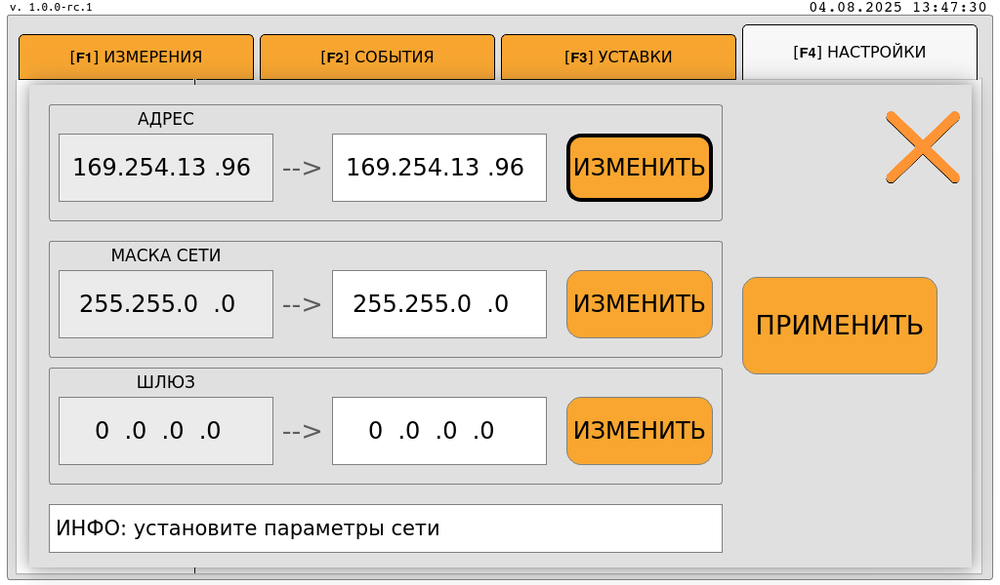 v. 1.0.0-rc.1
04.08.2025 13:47:30
[F1] ИЗМЕРЕНИЯ
[F2] СОБЫТИЯ
[F3] УСТАВКИ
[F4] НАСТРОЙКИ
АДРЕС
169.254.13 .96
-->
169.254.13 .96
ИЗМЕНИТЬ
МАСКА СЕТИ
255.255.0 .0
-->
255.255.0 .0
ИЗМЕНИТЬ
ПРИМЕНИТЬ
ШЛЮЗ
0 .0 .0 .0
-->
0 .0 .0 .0
ИЗМЕНИТЬ
ИНФО: установите параметры сети